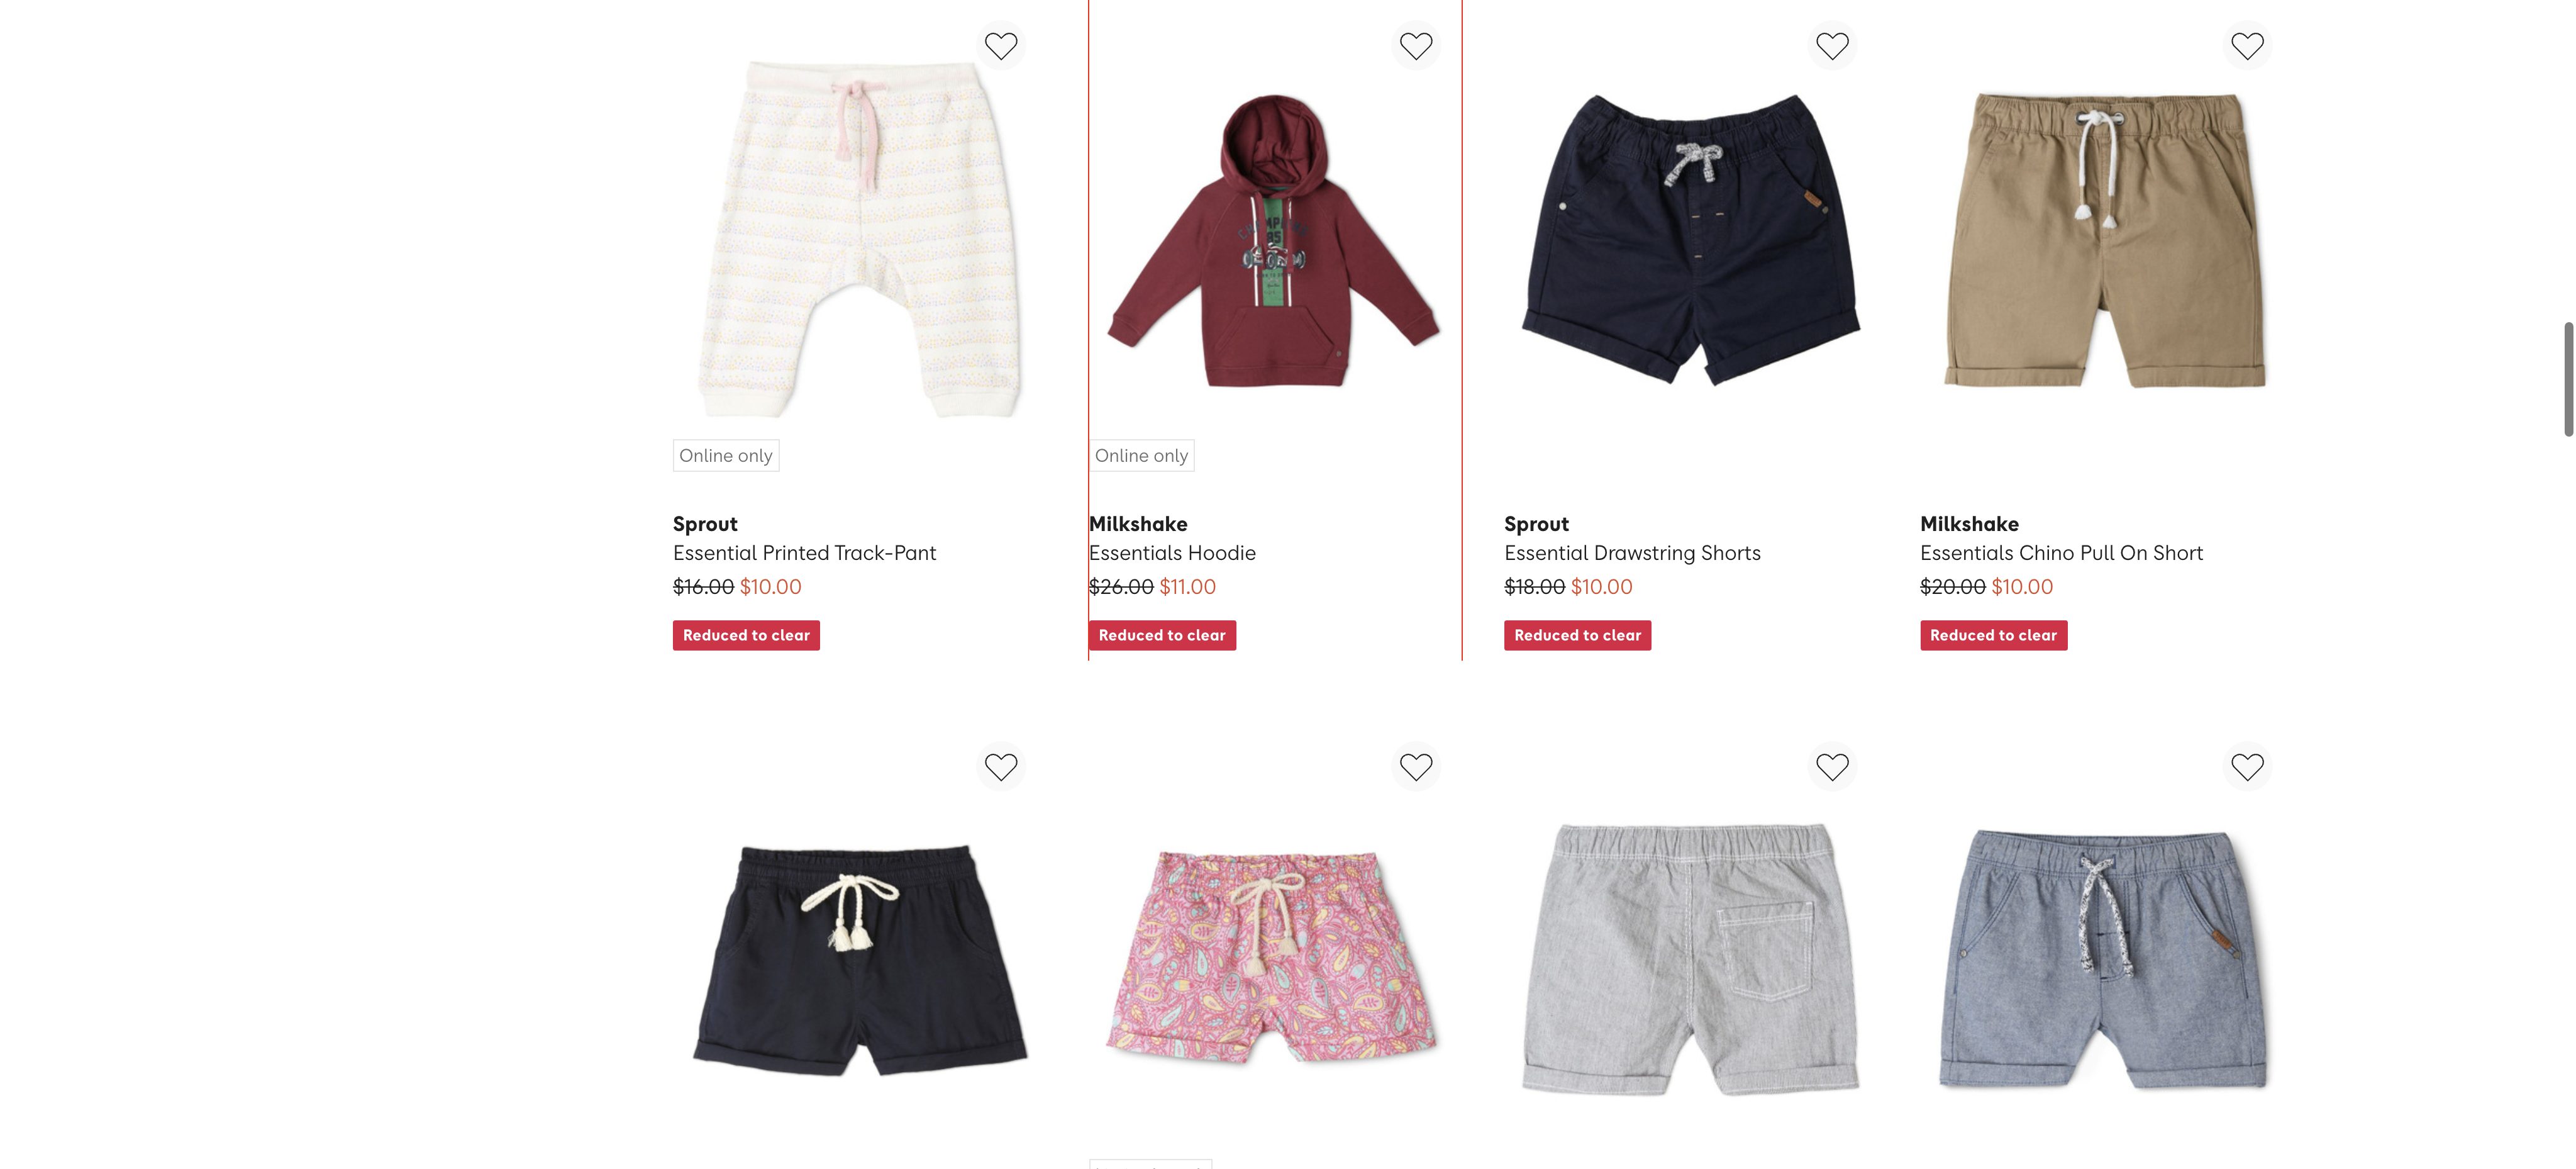 CHAMPIONS
85
Online only
Online only
Sprout
Essential Printed Track-Pant
$16.00 $10.00
Reduced to clear
Milkshake
Essentials Hoodie
$26.00 $11.00
Reduced to clear
Sprout
Essential Drawstring Shorts
$18.00 $10.00
Reduced to clear
Milkshake
Essentials Chino Pull On Short
$20.00 $10.00
Reduced to clear